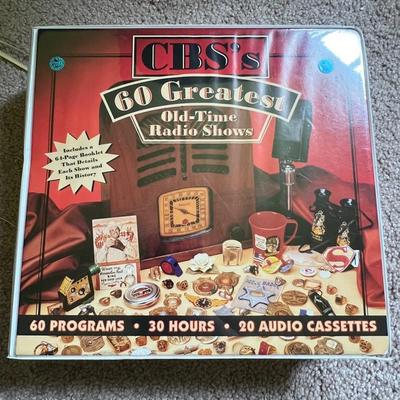 CBS's
60 Greatest
Old-Time
Radio Shows
Includes a
64-Page Booklet
That Details
Each Show and
Its History
60 PROGRAMS • 30 HOURS • 20 AUDIO CASSETTES